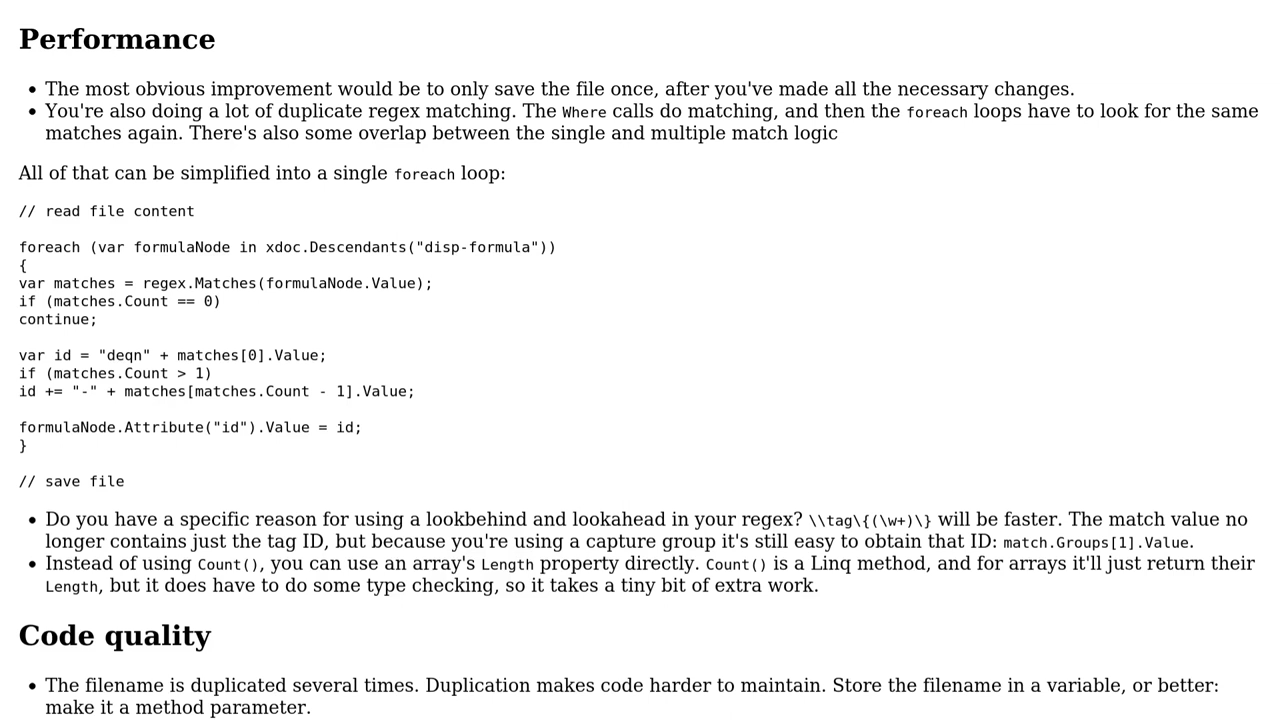 Performance
• The most obvious improvement would be to only save the file once, after you've made all the necessary changes.
• You're also doing a lot of duplicate regex matching. The Where calls do matching, and then the foreach loops have to look for the same
matches again. There's also some overlap between the single and multiple match logic
All of that can be simplified into a single foreach loop:
// read file content
foreach (var formulaNode in xdoc.Descendants("disp-formula"))
{
var matches = regex.Matches(formulaNode.Value);
if (matches.Count == 0)
continue;
var id = "deqn" + matches[0].Value;
if (matches.Count > 1)
id += "-" + matches[matches.Count - 1].Value;
formulaNode.Attribute("id").Value = id;
}
// save file
• Do you have a specific reason for using a lookbehind and lookahead in your regex? \\tag\{(\w+)\} will be faster. The match value no
longer contains just the tag ID, but because you're using a capture group it's still easy to obtain that ID: match.Groups[1].Value.
• Instead of using Count(), you can use an array's Length property directly. Count() is a Linq method, and for arrays it'll just return their
Length, but it does have to do some type checking, so it takes a tiny bit of extra work.
Code quality
• The filename is duplicated several times. Duplication makes code harder to maintain. Store the filename in a variable, or better:
make it a method parameter.